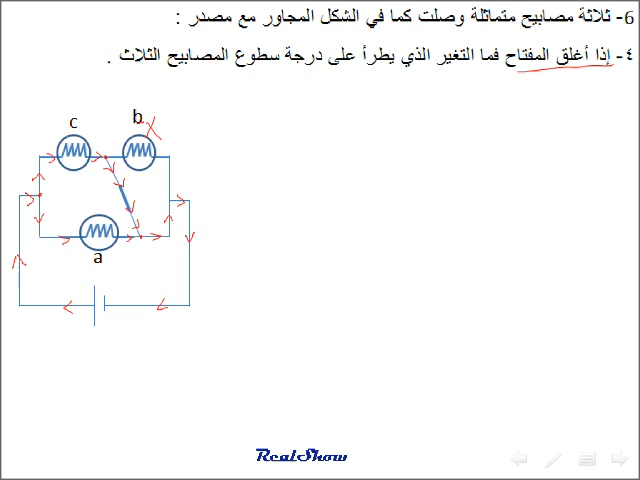 6- ثلاثة مصابيح متماثلة وصلت كما في الشكل المجاور مع مصدر :
٤- إذا أغلق المفتاح فما التغير الذي يطرأ على درجة سطوع المصابيح الثلاث .
c
b
a
RealShow